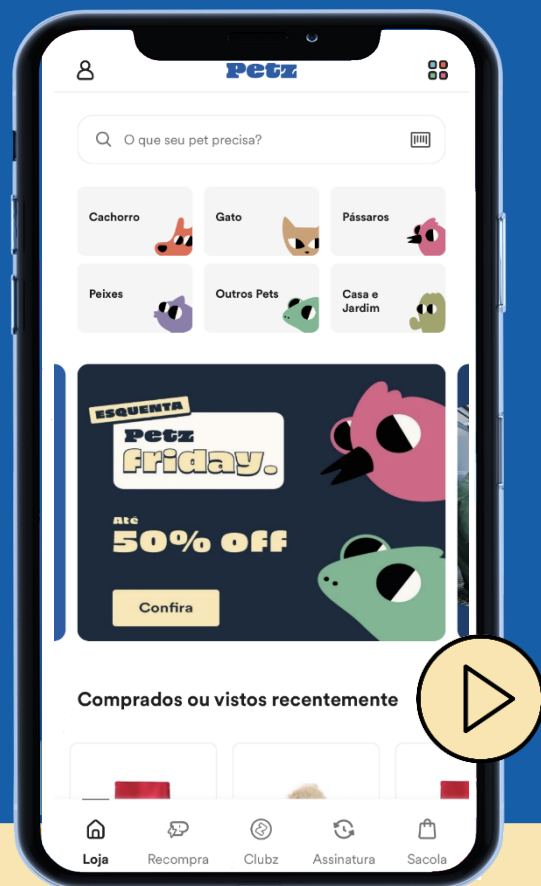 Petz
O que seu pet precisa?
Cachorro
Gato
Pássaros
Peixes
Outros Pets
Casa e
Jardim
ESQUENTA
Petz
friday.
Até
50% OFF
Confira
Comprados ou vistos recentemente
Loja
Recompra
Clubz
Assinatura
Sacola